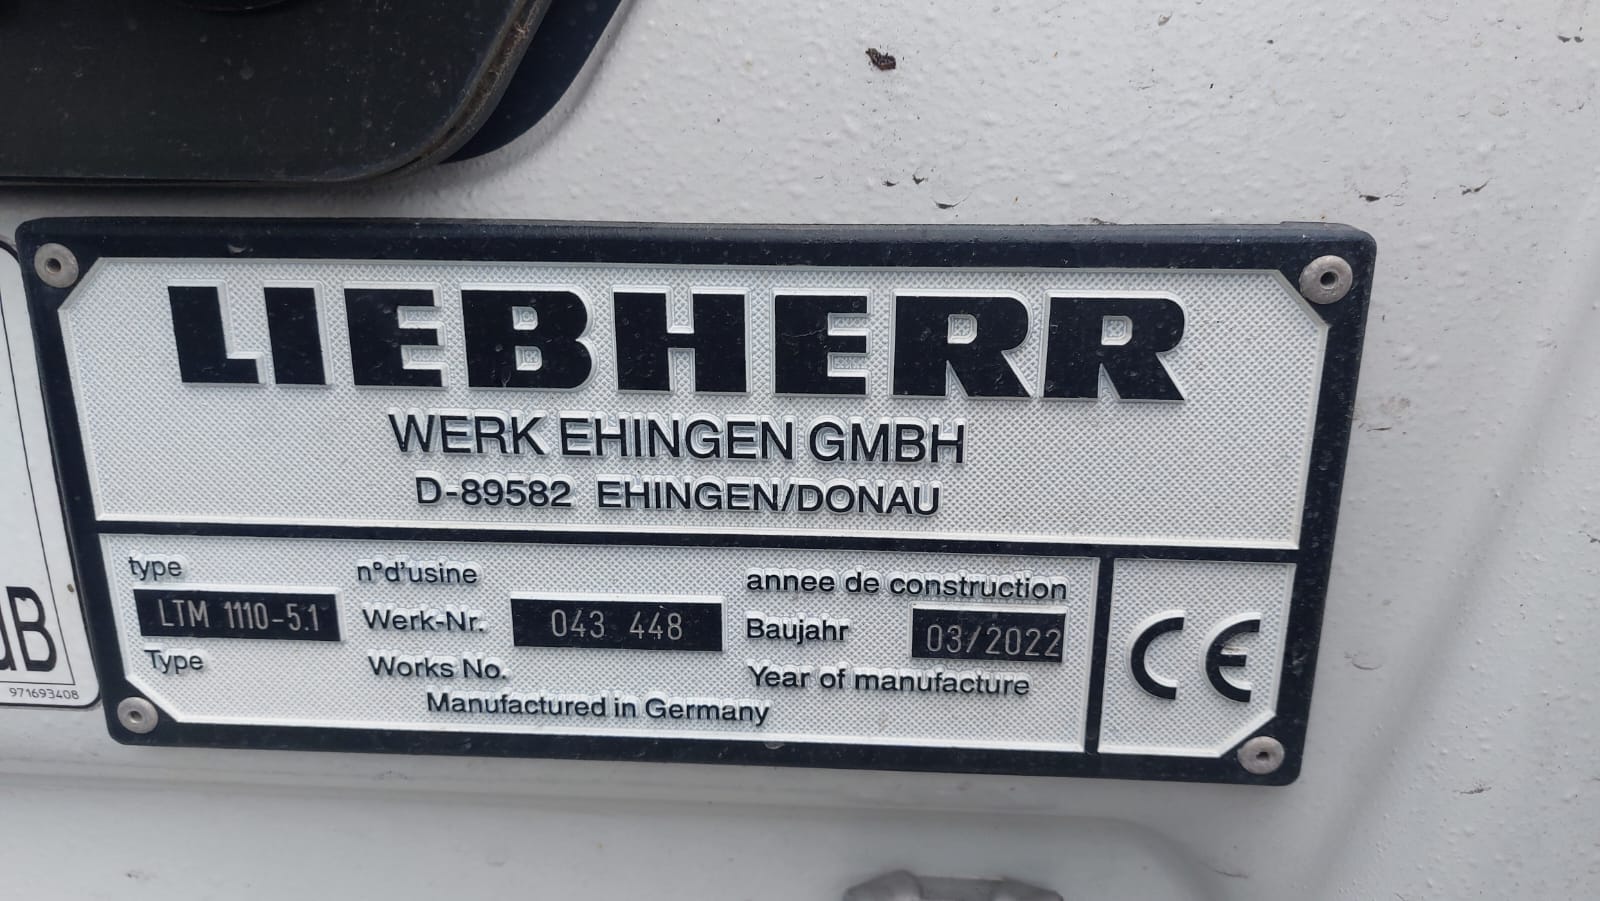 LIEBHERR
WERK EHINGEN GMBH
D-89582 EHINGEN/DONAU
type
LTM 1110-5.1
Type
n°d'usine
Werk-Nr. 043 448
Works No.
annee de construction
Baujahr 03/2022
Year of manufacture
Manufactured in Germany
CE
B
971693408